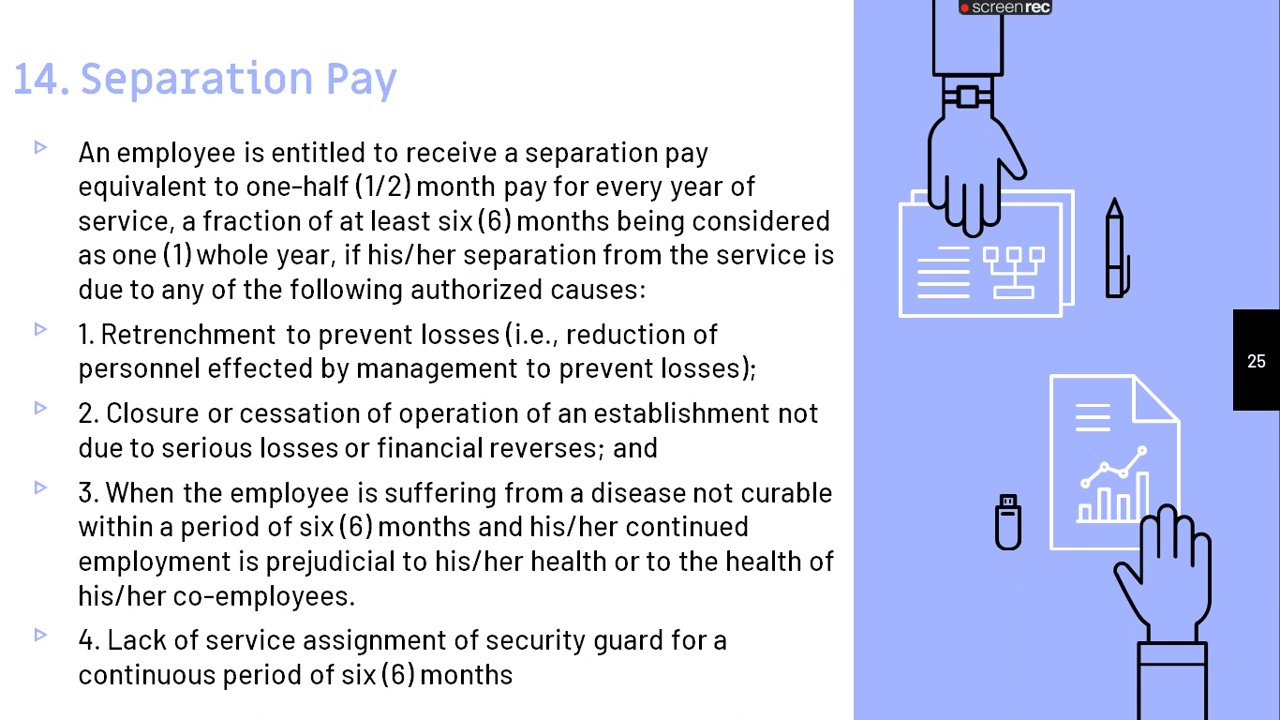 screenrec
14. Separation Pay
An employee is entitled to receive a separation pay
equivalent to one-half (1/2) month pay for every year of
service, a fraction of at least six (6) months being considered
as one (1) whole year, if his/her separation from the service is
due to any of the following authorized causes:
1. Retrenchment to prevent losses (i.e., reduction of
personnel effected by management to prevent losses);
2. Closure or cessation of operation of an establishment not
due to serious losses or financial reverses; and
3. When the employee is suffering from a disease not curable
within a period of six (6) months and his/her continued
employment is prejudicial to his/her health or to the health of
his/her co-employees.
4. Lack of service assignment of security guard for a
continuous period of six (6) months
25